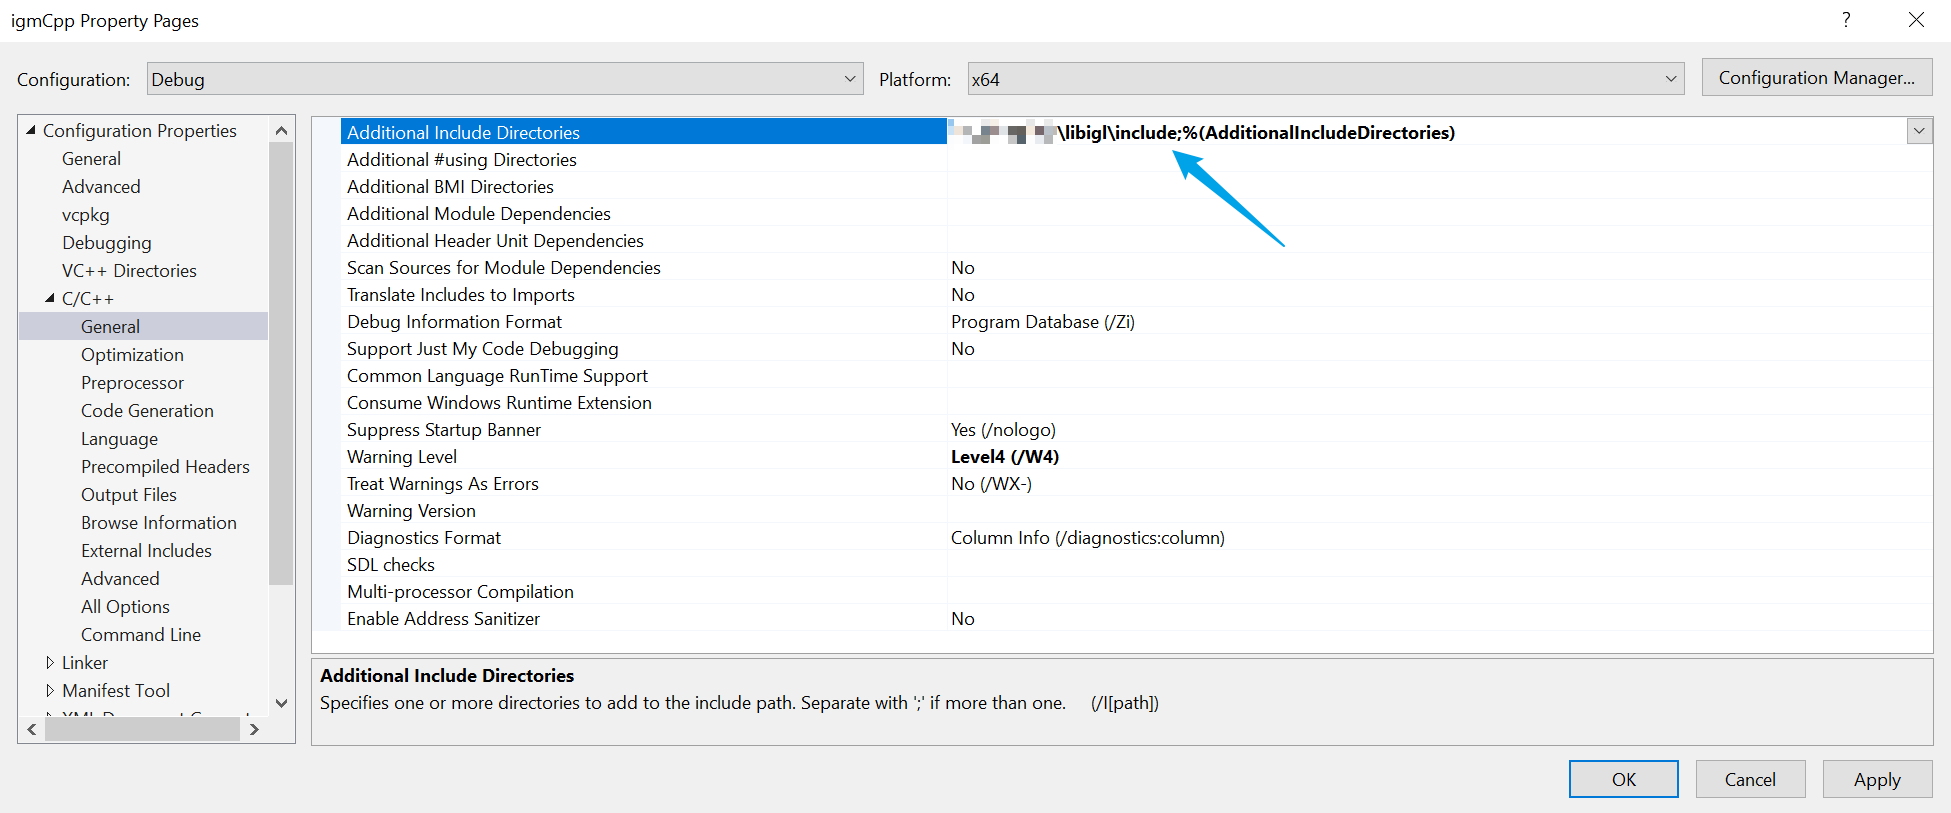 igmCpp Property Pages
?
Configuration: Debug Platform: x64 Configuration Manager...
Configuration Properties
General
Advanced
vcpkg
Debugging
VC++ Directories
C/C++
General
Optimization
Preprocessor
Code Generation
Language
Precompiled Headers
Output Files
Browse Information
External Includes
Advanced
All Options
Command Line
Linker
Manifest Tool
Additional Include Directories \libigl\include;%(AdditionalIncludeDirectories)
Additional #using Directories
Additional BMI Directories
Additional Module Dependencies
Additional Header Unit Dependencies
Scan Sources for Module Dependencies No
Translate Includes to Imports No
Debug Information Format Program Database (/Zi)
Support Just My Code Debugging No
Common Language RunTime Support
Consume Windows Runtime Extension
Suppress Startup Banner Yes (/nologo)
Warning Level Level4 (/W4)
Treat Warnings As Errors No (/WX-)
Warning Version
Diagnostics Format Column Info (/diagnostics:column)
SDL checks
Multi-processor Compilation
Enable Address Sanitizer No
Additional Include Directories
Specifies one or more directories to add to the include path. Separate with ';' if more than one. (/I[path])
OK Cancel Apply